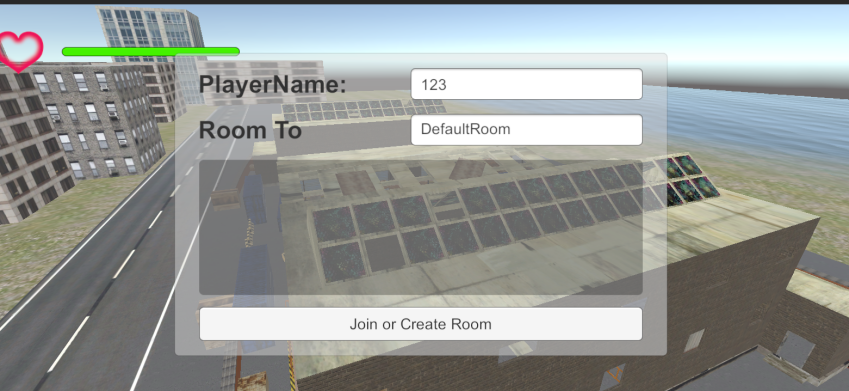 PlayerName: 123
Room To DefaultRoom
Join or Create Room